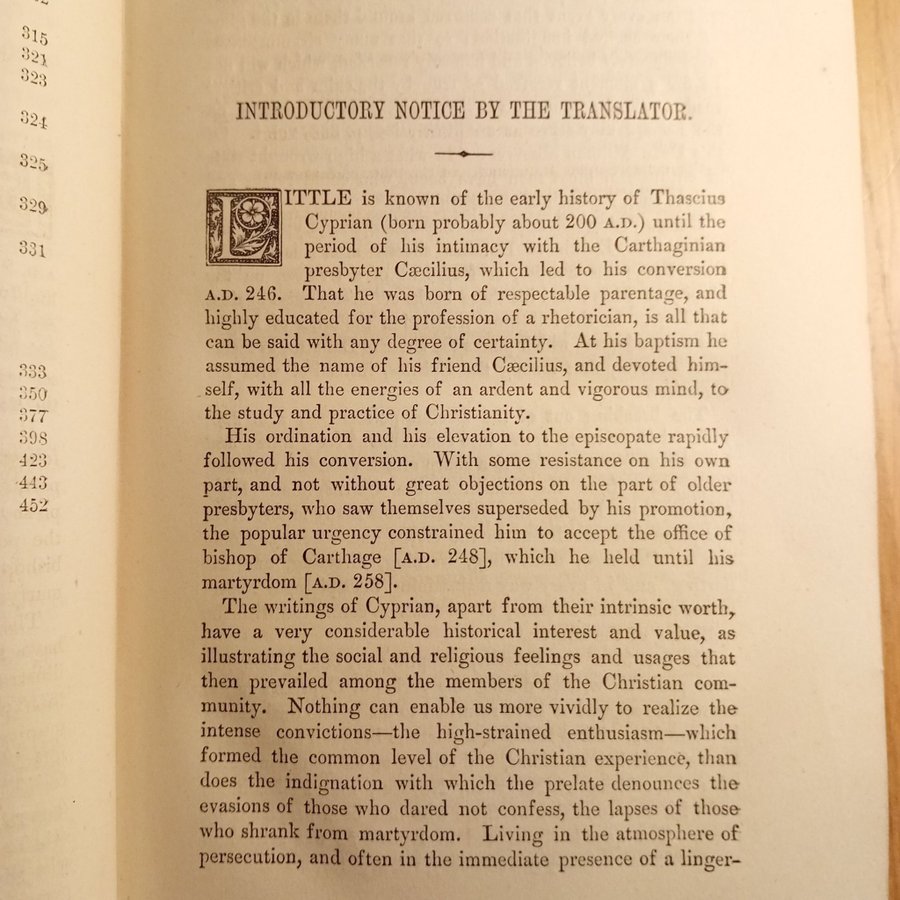 315
321
323
324
325
329
331
333
350
377
398
423
443
452
INTRODUCTORY NOTICE BY THE TRANSLATOR.
LITTLE is known of the early history of Thascius
Cyprian (born probably about 200 A.D.) until the
period of his intimacy with the Carthaginian
presbyter Cæcilius, which led to his conversion
A.D. 246. That he was born of respectable parentage, and
highly educated for the profession of a rhetorician, is all that
can be said with any degree of certainty. At his baptism he
assumed the name of his friend Cæcilius, and devoted him-
self, with all the energies of an ardent and vigorous mind, to
the study and practice of Christianity.
His ordination and his elevation to the episcopate rapidly
followed his conversion. With some resistance on his own
part, and not without great objections on the part of older
presbyters, who saw themselves superseded by his promotion,
the popular urgency constrained him to accept the office of
bishop of Carthage [A.D. 248], which he held until his
martyrdom [A.D. 258].
The writings of Cyprian, apart from their intrinsic worth,
have a very considerable historical interest and value, as
illustrating the social and religious feelings and usages that
then prevailed among the members of the Christian com-
munity. Nothing can enable us more vividly to realize the
intense convictions—the high-strained enthusiasm—which
formed the common level of the Christian experience, than
does the indignation with which the prelate denounces the
evasions of those who dared not confess, the lapses of those
who shrank from martyrdom. Living in the atmosphere of
persecution, and often in the immediate presence of a linger-